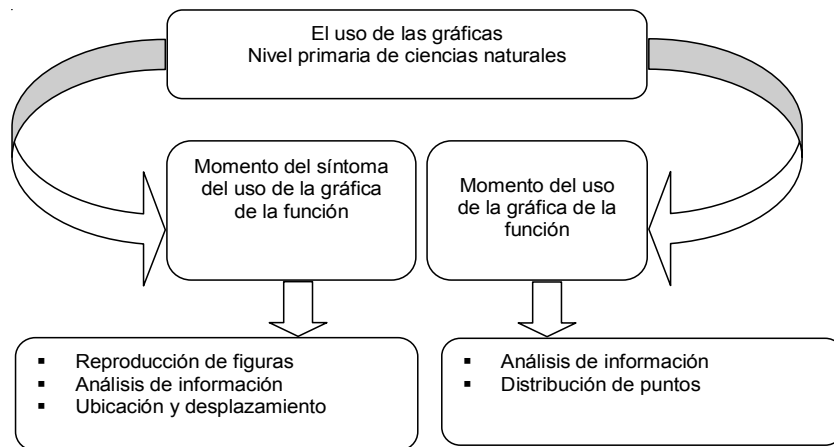 El uso de las gráficas
Nivel primaria de ciencias naturales
Momento del síntoma
del uso de la gráfica
de la función
Momento del uso
de la gráfica de la
función
▪ Reproducción de figuras
▪ Análisis de información
▪ Ubicación y desplazamiento
▪ Análisis de información
▪ Distribución de puntos